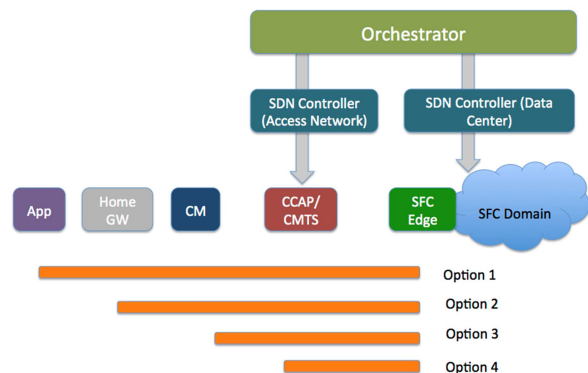 Orchestrator
SDN Controller
(Access Network)
SDN Controller (Data
Center)
App
Home
GW
CM
CCAP/
CMTS
SFC
Edge
SFC Domain
Option 1
Option 2
Option 3
Option 4